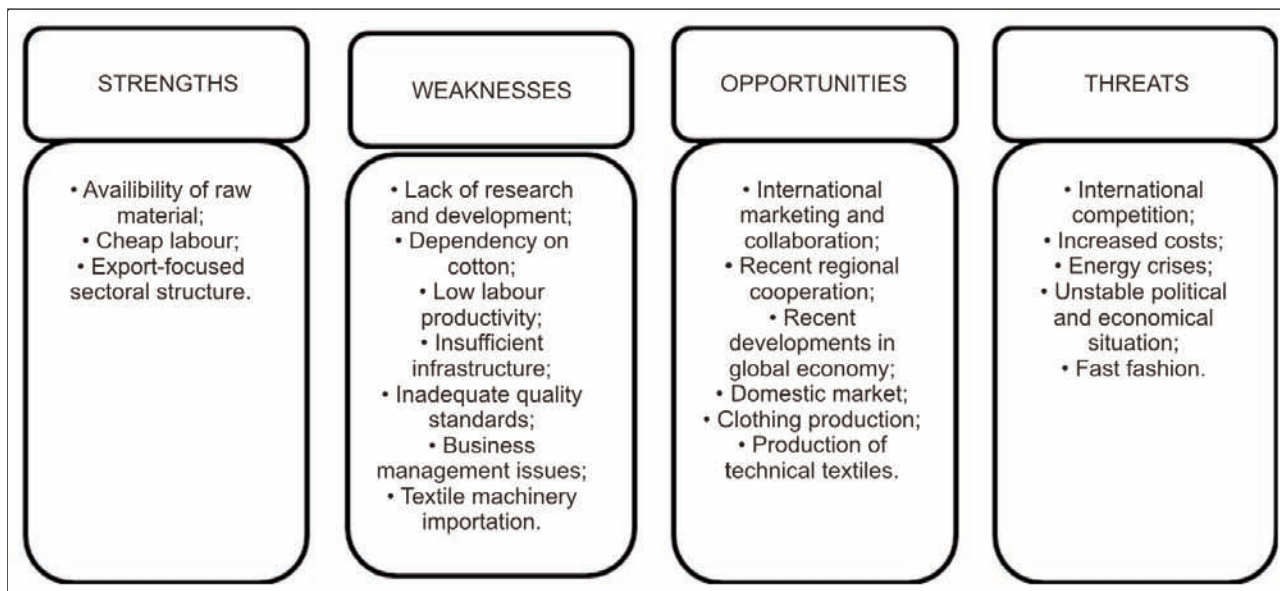 STRENGTHS
• Availibility of raw
material;
• Cheap labour;
• Export-focused
sectoral structure.
WEAKNESSES
• Lack of research
and development;
• Dependency on
cotton;
• Low labour
productivity;
• Insufficient
infrastructure;
• Inadequate quality
standards;
• Business
management issues;
• Textile machinery
importation.
OPPORTUNITIES
• International
marketing and
collaboration;
• Recent regional
cooperation;
• Recent
developments in
global economy;
• Domestic market;
• Clothing production;
• Production of
technical textiles.
THREATS
• International
competition;
• Increased costs;
• Energy crises;
• Unstable political
and economical
situation;
• Fast fashion.